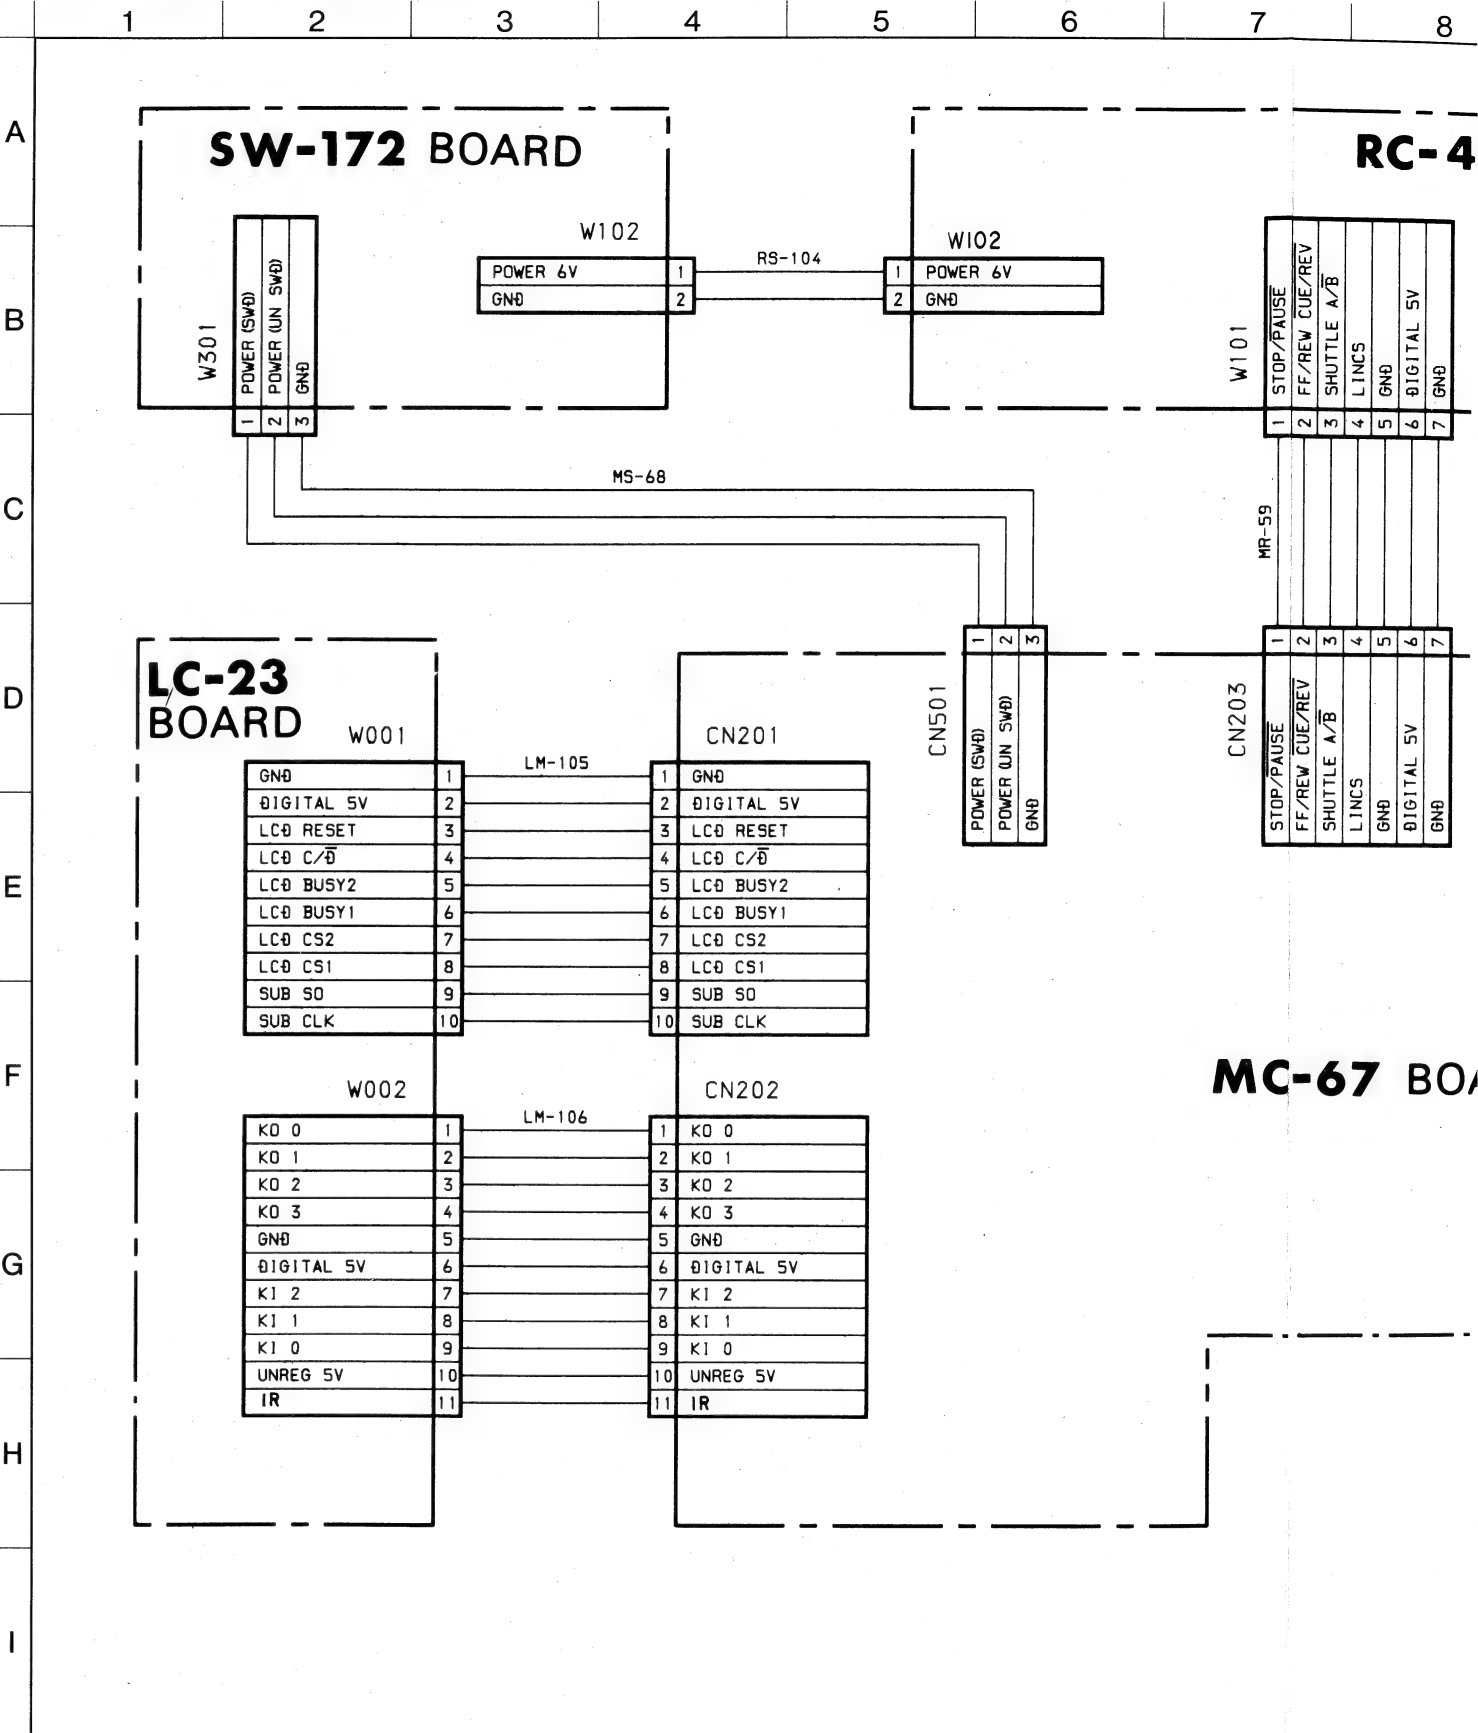 1 2 3 4 5 6 7 8
A
B
C
D
E
F
G
H
I
SW-172 BOARD
RC-4
W301
1 POWER (SWD)
2 POWER (UN SWD)
3 GND
W102
POWER 6V 1
GND 2
RS-104
W102
1 POWER 6V
2 GND
W101
1 STOP/P̅A̅U̅S̅E̅
2 FF/REW C̅U̅E̅/̅R̅E̅V̅
3 SHUTTLE A/B̅
4 LINCS
5 GND
6 DIGITAL 5V
7 GND
MS-68
MR-59
CN501
1 POWER (SWD)
2 POWER (UN SWD)
3 GND
CN203
1 STOP/P̅A̅U̅S̅E̅
2 FF/REW C̅U̅E̅/̅R̅E̅V̅
3 SHUTTLE A/B̅
4 LINCS
5 GND
6 DIGITAL 5V
7 GND
LC-23
BOARD
W001
GND 1
DIGITAL 5V 2
LCD RESET 3
LCD C/D̅ 4
LCD BUSY2 5
LCD BUSY1 6
LCD CS2 7
LCD CS1 8
SUB SO 9
SUB CLK 10
LM-105
CN201
1 GND
2 DIGITAL 5V
3 LCD RESET
4 LCD C/D̅
5 LCD BUSY2
6 LCD BUSY1
7 LCD CS2
8 LCD CS1
9 SUB SO
10 SUB CLK
W002
KO 0 1
KO 1 2
KO 2 3
KO 3 4
GND 5
DIGITAL 5V 6
KI 2 7
KI 1 8
KI 0 9
UNREG 5V 10
IR 11
LM-106
CN202
1 KO 0
2 KO 1
3 KO 2
4 KO 3
5 GND
6 DIGITAL 5V
7 KI 2
8 KI 1
9 KI 0
10 UNREG 5V
11 IR
MC-67 BO